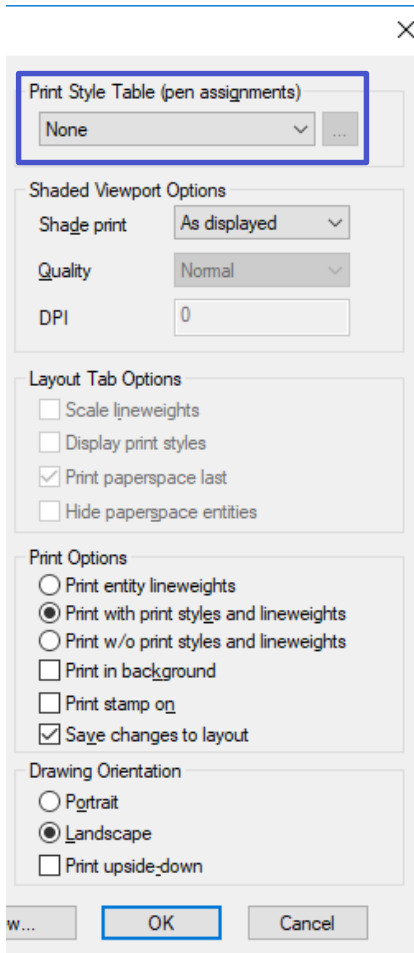 Print Style Table (pen assignments)
None ...
Shaded Viewport Options
Shade print As displayed
Quality Normal
DPI 0
Layout Tab Options
Scale lineweights
Display print styles
Print paperspace last
Hide paperspace entities
Print Options
Print entity lineweights
Print with print styles and lineweights
Print w/o print styles and lineweights
Print in background
Print stamp on
Save changes to layout
Drawing Orientation
Portrait
Landscape
Print upside-down
w... OK Cancel